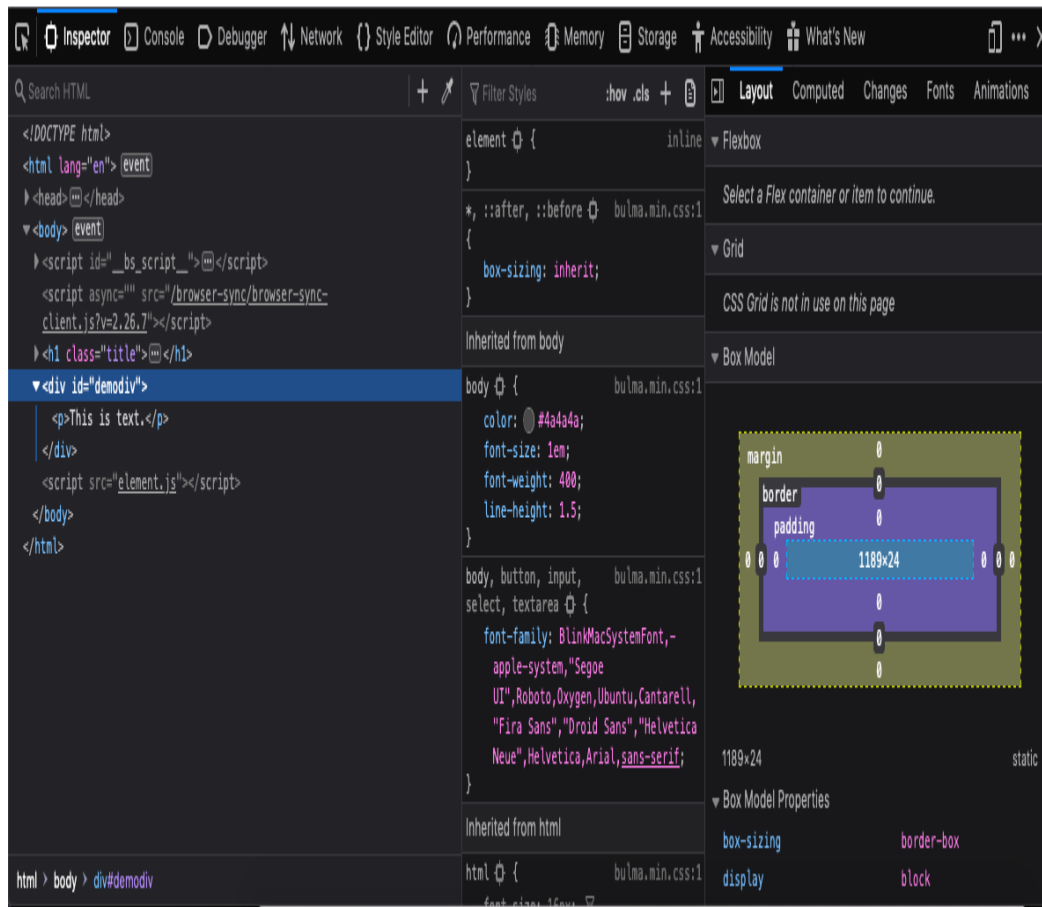 Inspector Console Debugger Network {} Style Editor Performance Memory Storage Accessibility What's New
Search HTML
<!DOCTYPE html>
<html lang="en"> event
<head> </head>
<body> event
<script id="__bs_script__"> </script>
<script async="" src="/browser-sync/browser-sync-
client.js?v=2.26.7"></script>
<h1 class="title"> </h1>
<div id="demodiv">
<p>This is text.</p>
</div>
<script src="element.js"></script>
</body>
</html>
html > body > div#demodiv
Filter Styles :hov .cls +
element { inline
}
*, ::after, ::before bulma.min.css:1
{
box-sizing: inherit;
}
Inherited from body
body { bulma.min.css:1
color: #4a4a4a;
font-size: 1em;
font-weight: 400;
line-height: 1.5;
}
body, button, input, bulma.min.css:1
select, textarea {
font-family: BlinkMacSystemFont,-
apple-system,"Segoe
UI",Roboto,Oxygen,Ubuntu,Cantarell,
"Fira Sans","Droid Sans","Helvetica
Neue",Helvetica,Arial,sans-serif;
}
Inherited from html
html { bulma.min.css:1
font-size: 16px;
Layout Computed Changes Fonts Animations
Flexbox
Select a Flex container or item to continue.
Grid
CSS Grid is not in use on this page
Box Model
margin 0
border 0
padding 0
0 0 0 1189×24 0 0 0
0
0
0
1189×24 static
Box Model Properties
box-sizing border-box
display block